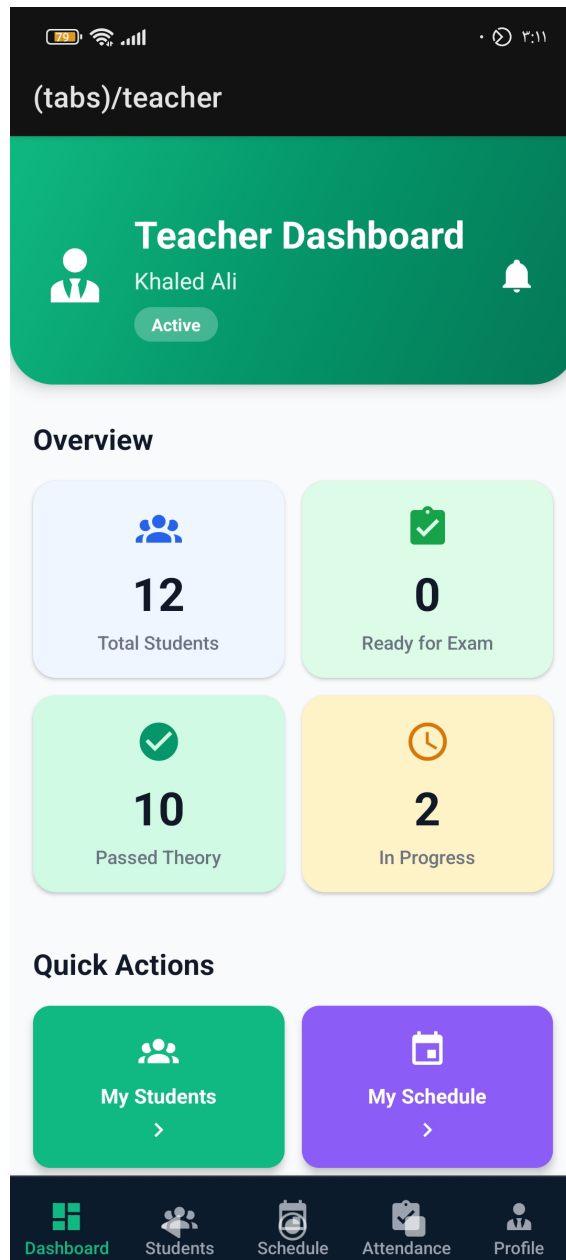 79 ٣:١١
(tabs)/teacher
Teacher Dashboard
Khaled Ali
Active
Overview
12
Total Students
0
Ready for Exam
10
Passed Theory
2
In Progress
Quick Actions
My Students
My Schedule
Dashboard Students Schedule Attendance Profile